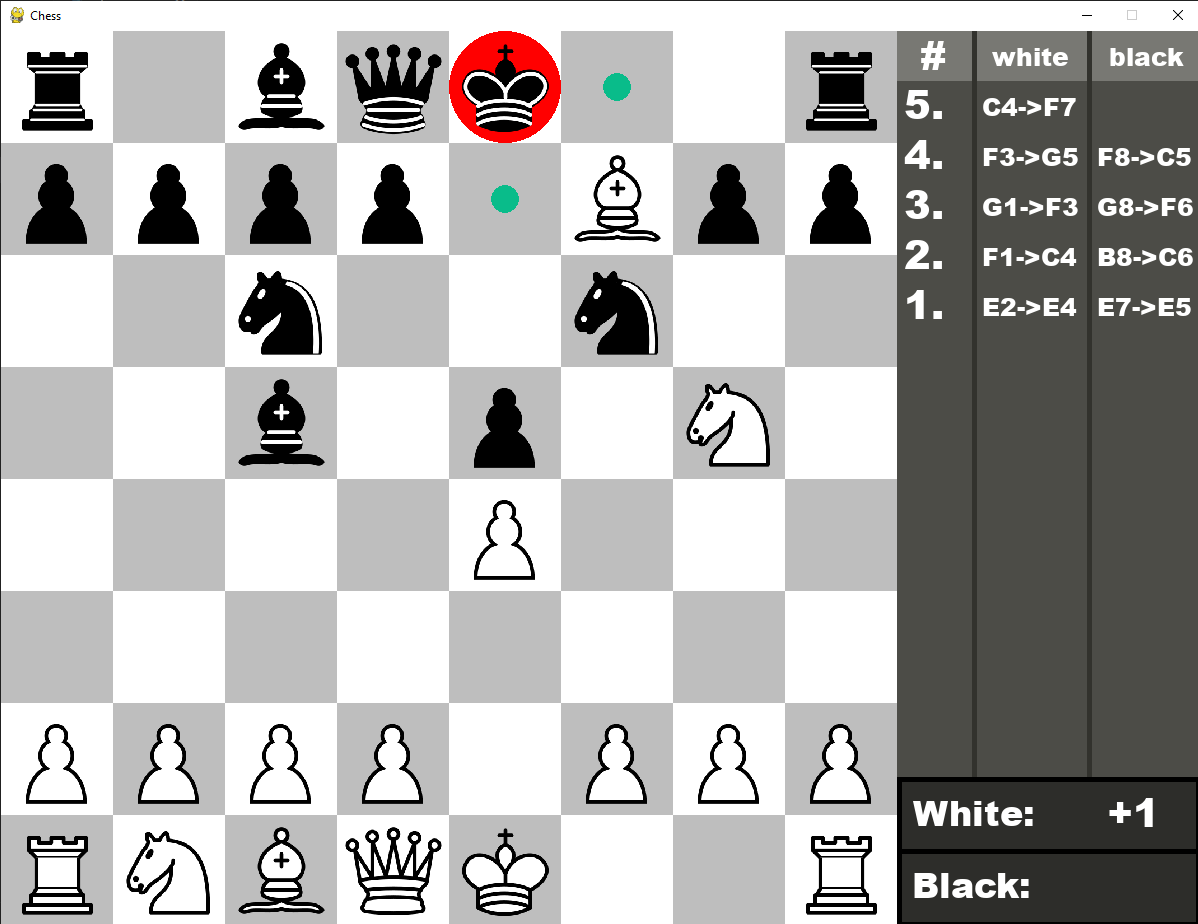 Chess
# white black
5. C4->F7
4. F3->G5 F8->C5
3. G1->F3 G8->F6
2. F1->C4 B8->C6
1. E2->E4 E7->E5
White: +1
Black: